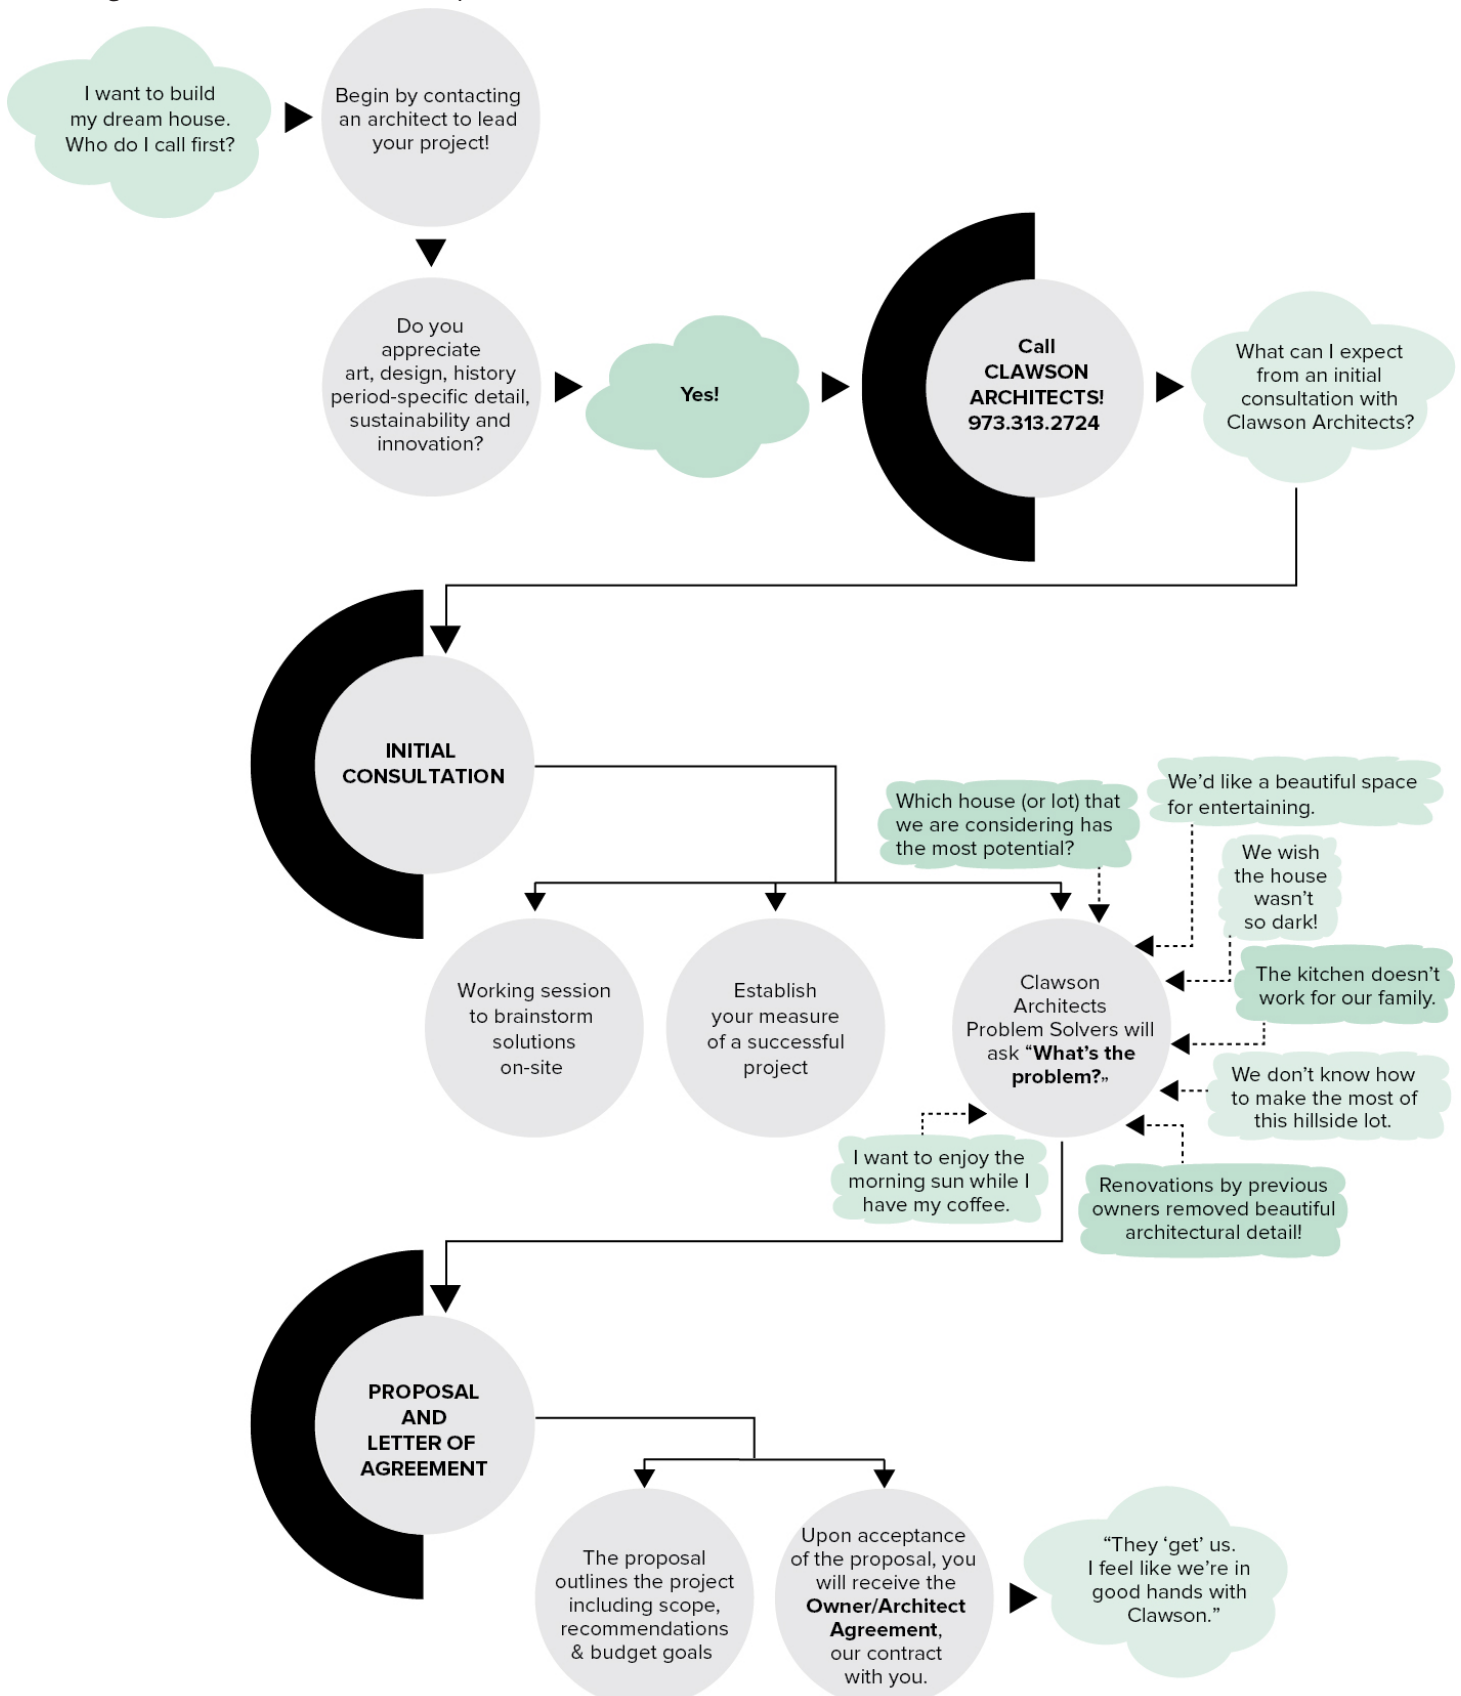 I want to build
my dream house.
Who do I call first?
Begin by contacting
an architect to lead
your project!
Do you
appreciate
art, design, history
period-specific detail,
sustainability and
innovation?
Yes!
Call
CLAWSON
ARCHITECTS!
973.313.2724
What can I expect
from an initial
consultation with
Clawson Architects?
INITIAL
CONSULTATION
Working session
to brainstorm
solutions
on-site
Establish
your measure
of a successful
project
Clawson
Architects
Problem Solvers will
ask “What’s the
problem?”
Which house (or lot) that
we are considering has
the most potential?
We’d like a beautiful space
for entertaining.
We wish
the house
wasn’t
so dark!
The kitchen doesn’t
work for our family.
We don’t know how
to make the most of
this hillside lot.
Renovations by previous
owners removed beautiful
architectural detail!
I want to enjoy the
morning sun while I
have my coffee.
PROPOSAL
AND
LETTER OF
AGREEMENT
The proposal
outlines the project
including scope,
recommendations
& budget goals
Upon acceptance
of the proposal, you
will receive the
Owner/Architect
Agreement,
our contract
with you.
“They ‘get’ us.
I feel like we’re in
good hands with
Clawson.”